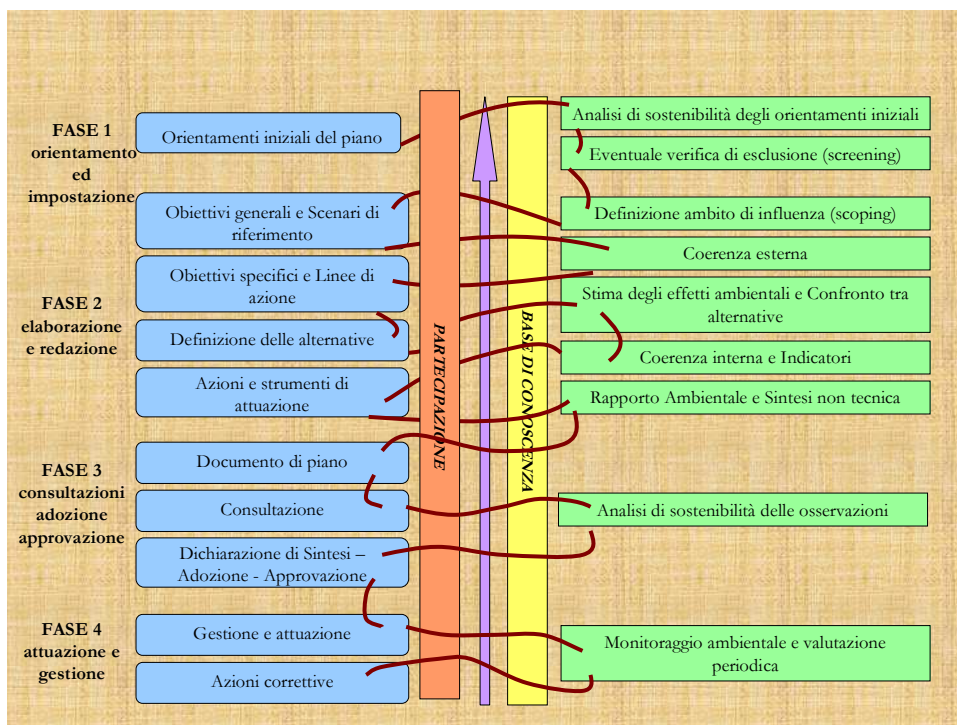 FASE 1
orientamento
ed
impostazione
Orientamenti iniziali del piano
Obiettivi generali e Scenari di
riferimento
FASE 2
elaborazione
e redazione
Obiettivi specifici e Linee di
azione
Definizione delle alternative
Azioni e strumenti di
attuazione
FASE 3
consultazioni
adozione
approvazione
Documento di piano
Consultazione
Dichiarazione di Sintesi –
Adozione - Approvazione
FASE 4
attuazione e
gestione
Gestione e attuazione
Azioni correttive
PARTECIPAZIONE
BASE DI CONOSCENZA
Analisi di sostenibilità degli orientamenti iniziali
Eventuale verifica di esclusione (screening)
Definizione ambito di influenza (scoping)
Coerenza esterna
Stima degli effetti ambientali e Confronto tra
alternative
Coerenza interna e Indicatori
Rapporto Ambientale e Sintesi non tecnica
Analisi di sostenibilità delle osservazioni
Monitoraggio ambientale e valutazione
periodica